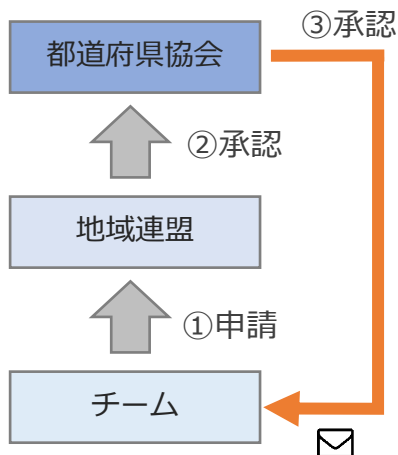 ③承認
都道府県協会
②承認
地域連盟
①申請
チーム